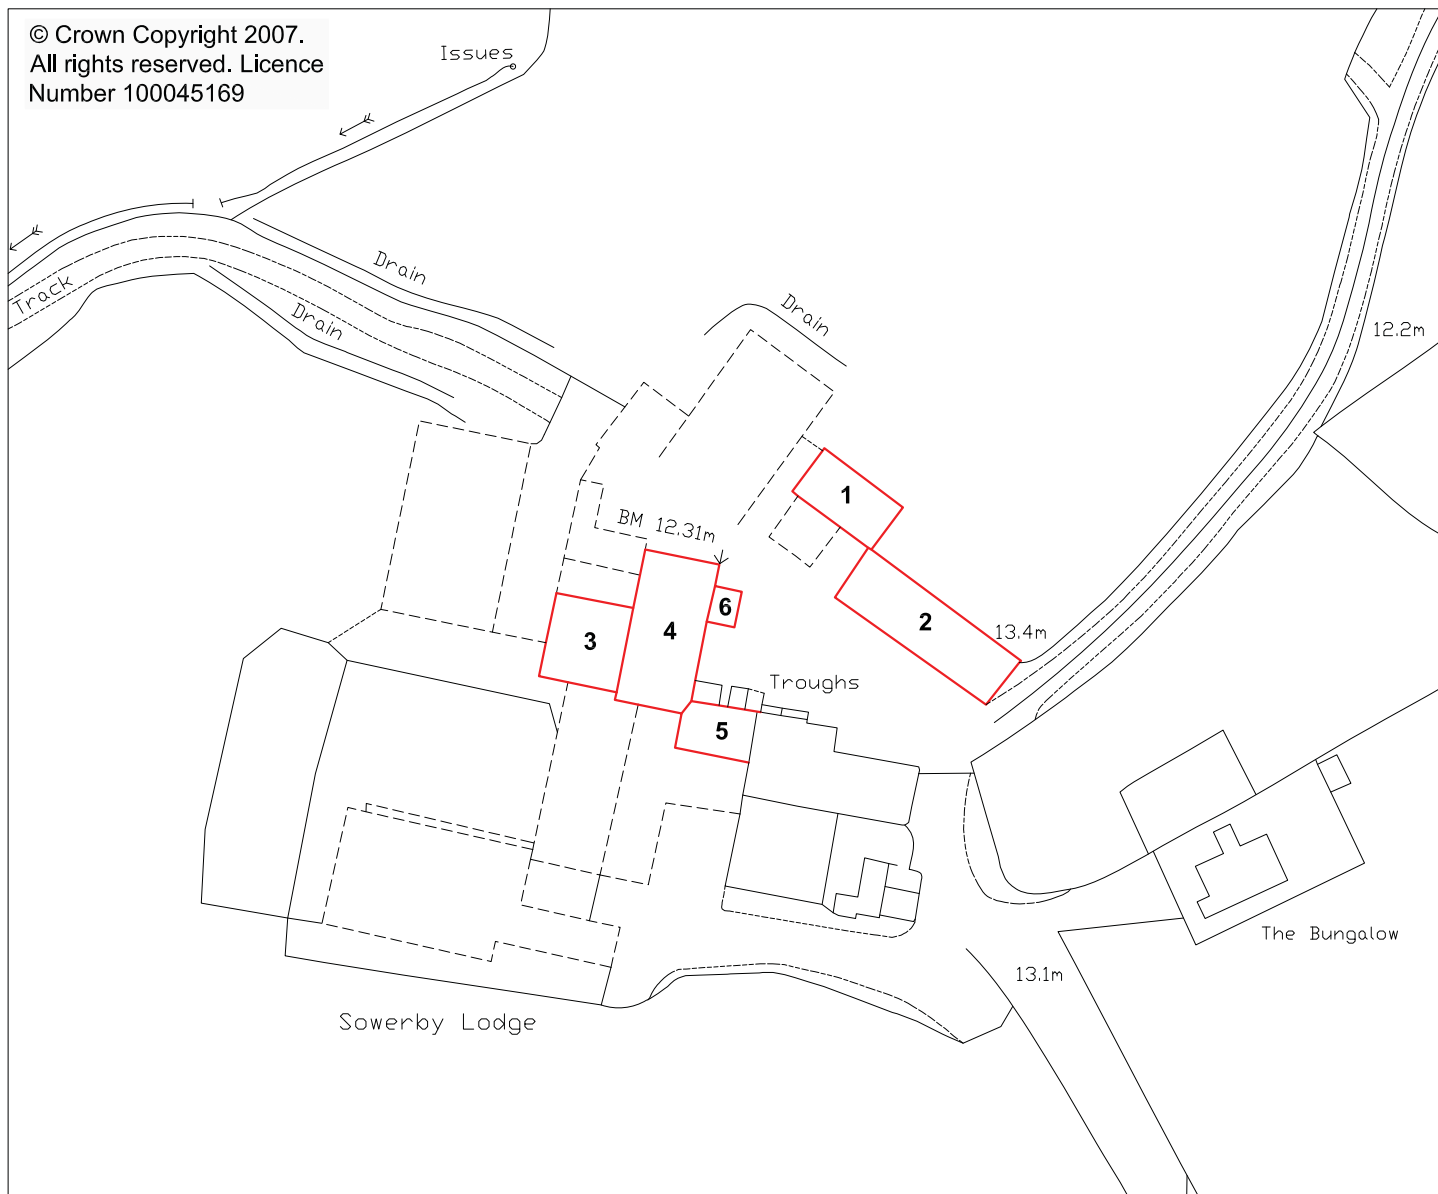 © Crown Copyright 2007.
All rights reserved. Licence
Number 100045169
Issues
Drain
Track
Drain
Drain
12.2m
1
BM 12.31m
6
2
4
3
13.4m
Troughs
5
The Bungalow
13.1m
Sowerby Lodge